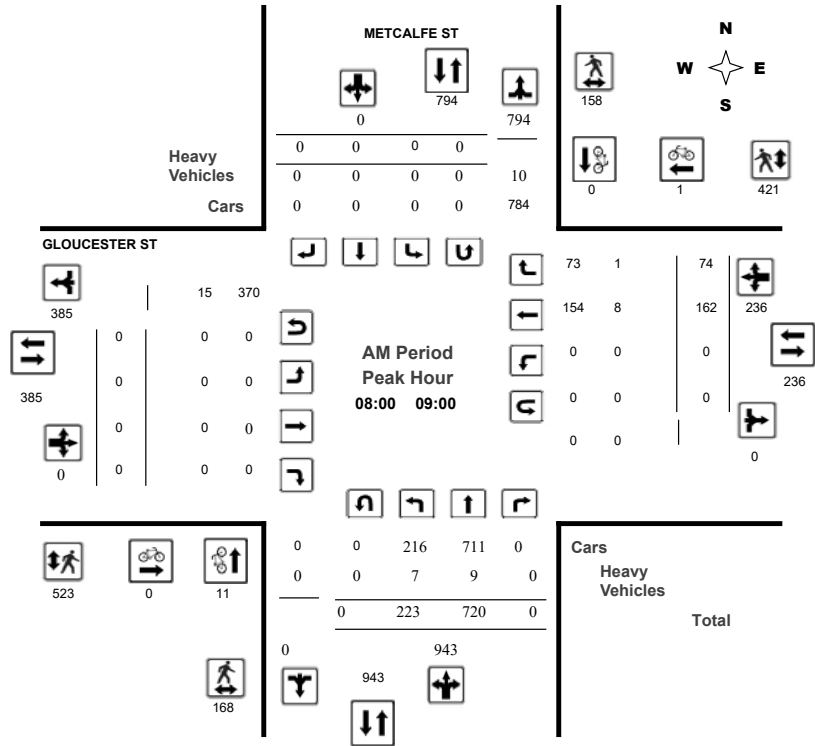 METCALFE ST
N
W E
S
794
158
0 794
0 0 0 0
Heavy
Vehicles
0 0 0 0 10
0 1 421
Cars 0 0 0 0 784
GLOUCESTER ST
73 1 74
385 15 370
236
154 8 162
0 0 0
0 0 0
236
AM Period
Peak Hour
08:00 09:00
385
0 0 0
0 0 0
0 0 0
0 0 0
0
0 0
0
0 0 216 711 0 Cars
0 0 7 9 0 Heavy
Vehicles
523 0 11
0 223 720 0 Total
0 943
943
168